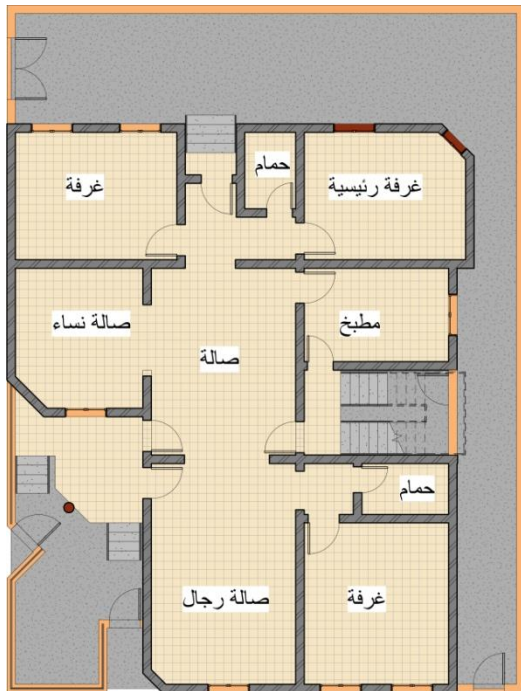 حمام
غرفة رئيسية
غرفة
صالة نساء
مطبخ
صالة
حمام
صالة رجال
غرفة